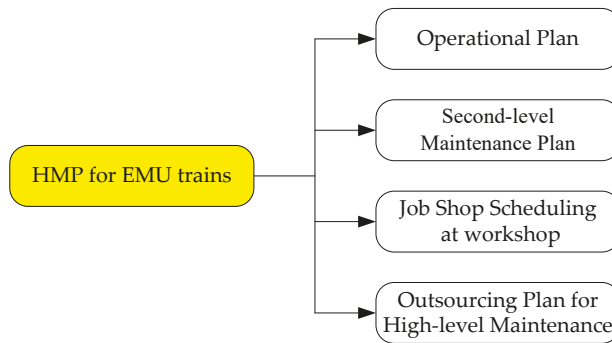 Operational Plan
Second-level
Maintenance Plan
HMP for EMU trains
Job Shop Scheduling
at workshop
Outsourcing Plan for
High-level Maintenance